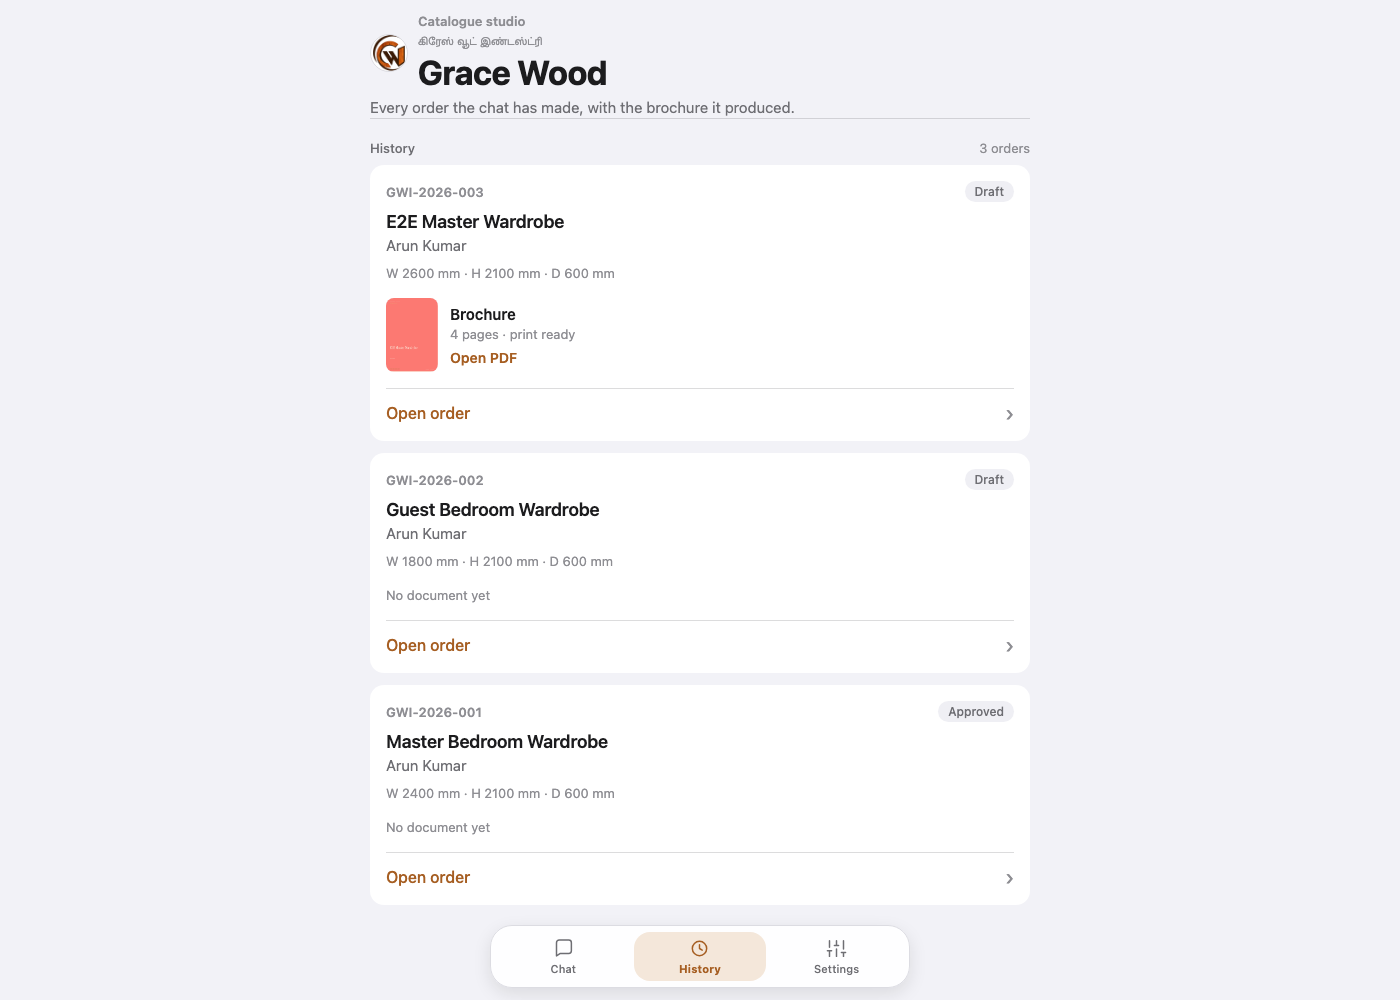 Catalogue studio
கிரேஸ் வூட் இண்டஸ்ட்ரி
Grace Wood
Every order the chat has made, with the brochure it produced.
History
3 orders
GWI-2026-003
Draft
E2E Master Wardrobe
Arun Kumar
W 2600 mm · H 2100 mm · D 600 mm
Brochure
4 pages · print ready
Open PDF
Open order
GWI-2026-002
Draft
Guest Bedroom Wardrobe
Arun Kumar
W 1800 mm · H 2100 mm · D 600 mm
No document yet
Open order
GWI-2026-001
Approved
Master Bedroom Wardrobe
Arun Kumar
W 2400 mm · H 2100 mm · D 600 mm
No document yet
Open order
Chat
History
Settings